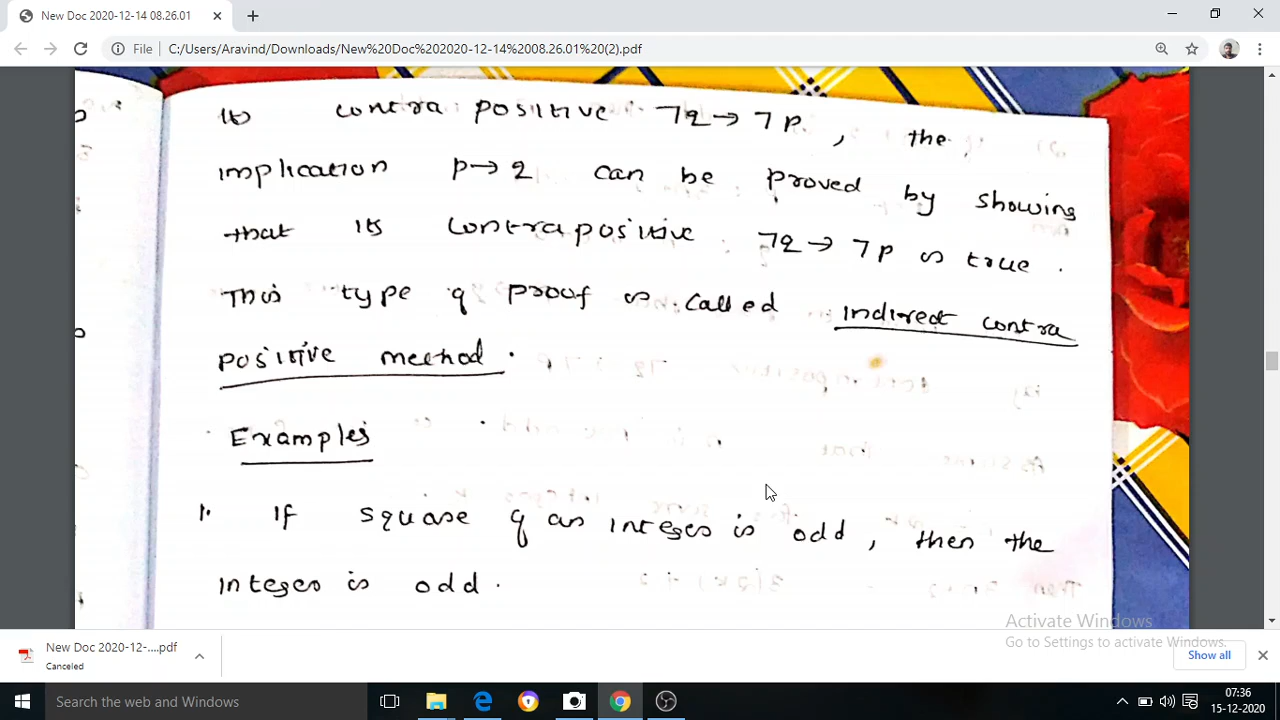 New Doc 2020-12-14 08.26.01
File C:/Users/Aravind/Downloads/New%20Doc%202020-12-14%2008.26.01%20(2).pdf
its contra positive ¬q→¬p, the
implication p→q can be proved by showing
that its contrapositive ¬q→¬p is true.
This type of proof is called indirect contra
positive method.
Examples
1. If square of an integer is odd, then the
integer is odd.
Activate Windows
Go to Settings to activate Windows.
New Doc 2020-12-....pdf
Canceled
Show all
Search the web and Windows
07:36
15-12-2020